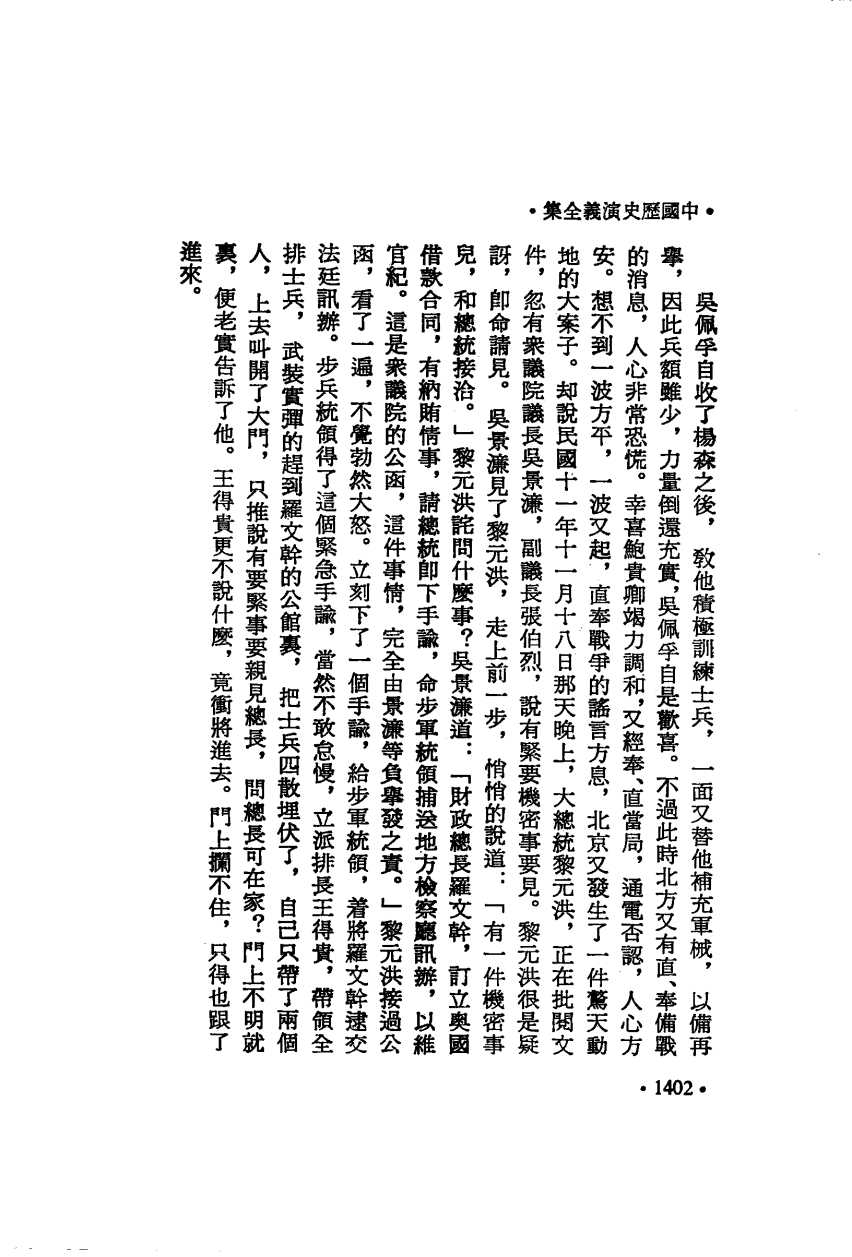 •中國歷史演義全集•
吳佩孚自收了楊森之後，教他積極訓練士兵，一面又替他補充軍械，以備再
舉，因此兵額雖少，力量倒還充實，吳佩孚自是歡喜。不過此時北方又有直、奉備戰
的消息，人心非常恐慌。幸喜鮑貴卿竭力調和，又經奉、直當局，通電否認，人心方
安。想不到一波方平，一波又起，直奉戰爭的謠言方息，北京又發生了一件驚天動
地的大案子。却說民國十一年十一月十八日那天晚上，大總統黎元洪，正在批閱文
件，忽有衆議院議長吳景濂，副議長張伯烈，說有緊要機密事要見。黎元洪很是疑
訝，卽命請見。吳景濂見了黎元洪，走上前一步，悄悄的說道：「有一件機密事
兒，和總統接洽。」黎元洪詫問什麼事？吳景濂道：「財政總長羅文幹，訂立奧國
借款合同，有納賄情事，請總統卽下手諭，命步軍統領捕送地方檢察廳訊辦，以維
官紀。這是衆議院的公函，這件事情，完全由景濂等負舉發之責。」黎元洪接過公
函，看了一遍，不覺勃然大怒。立刻下了一個手諭，給步軍統領，着將羅文幹逮交
法廷訊辦。步兵統領得了這個緊急手諭，當然不敢怠慢，立派排長王得貴，帶領全
排士兵，武裝實彈的趕到羅文幹的公館裏，把士兵四散埋伏了，自己只帶了兩個
人，上去叫開了大門，只推說有要緊事要親見總長，問總長可在家？門上不明就
裏，便老實告訴了他。王得貴更不說什麼，竟衝將進去。門上攔不住，只得也跟了
進來。
•1402•